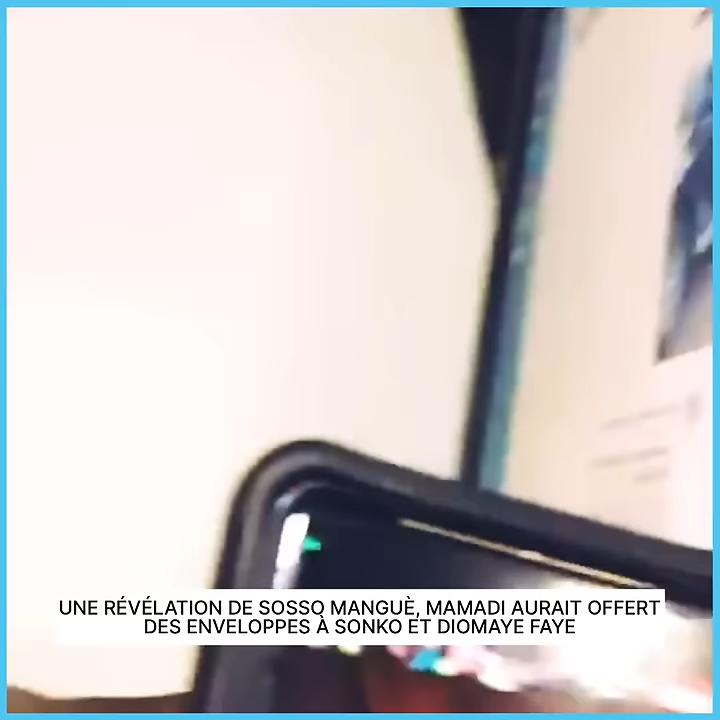 UNE RÉVÉLATION DE SOSSO MANGUÈ, MAMADI AURAIT OFFERT
DES ENVELOPPES À SONKO ET DIOMAYE FAYE